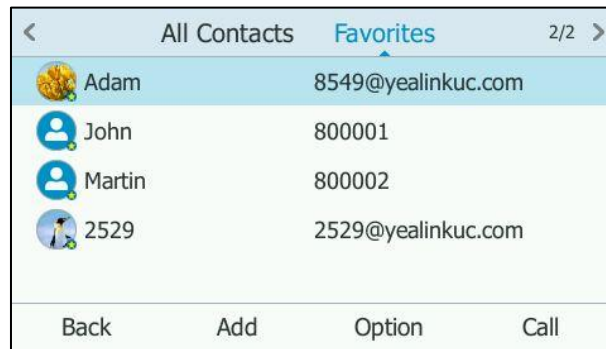 < All Contacts Favorites 2/2 >
Adam 8549@yealinkuc.com
John 800001
Martin 800002
2529 2529@yealinkuc.com
Back Add Option Call